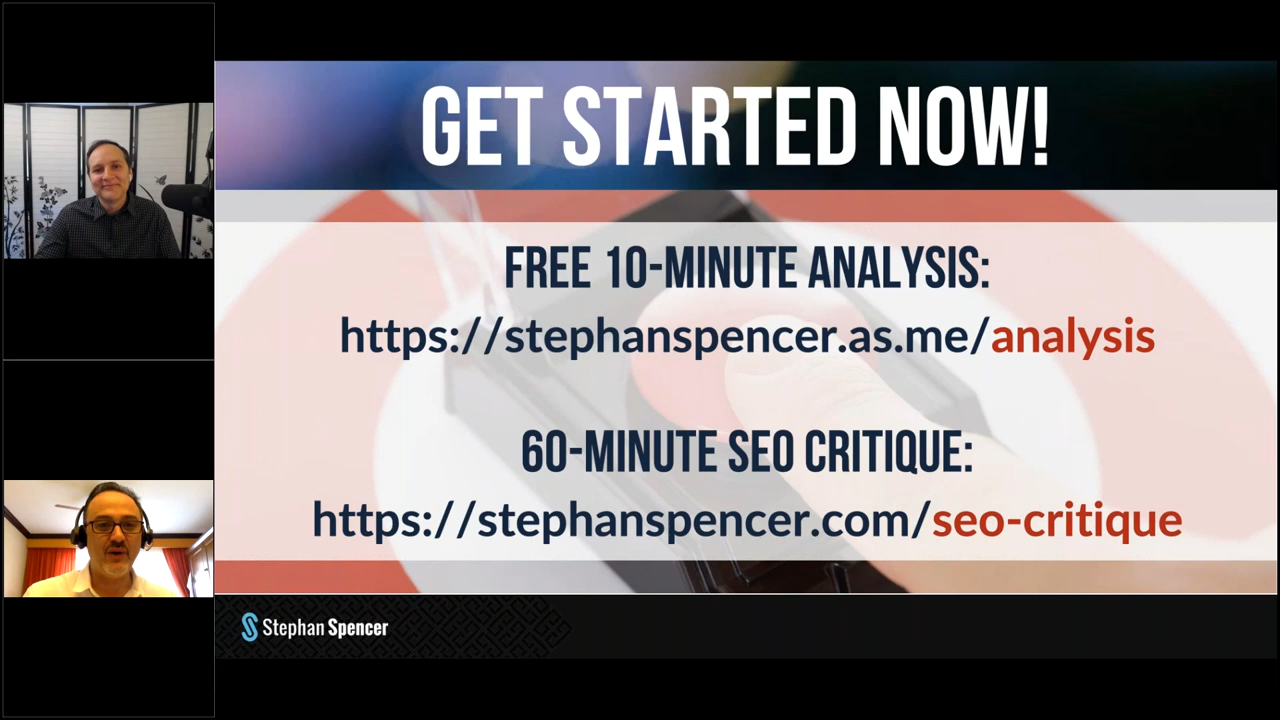 GET STARTED NOW!
FREE 10-MINUTE ANALYSIS:
https://stephanspencer.as.me/analysis
60-MINUTE SEO CRITIQUE:
https://stephanspencer.com/seo-critique
Stephan Spencer